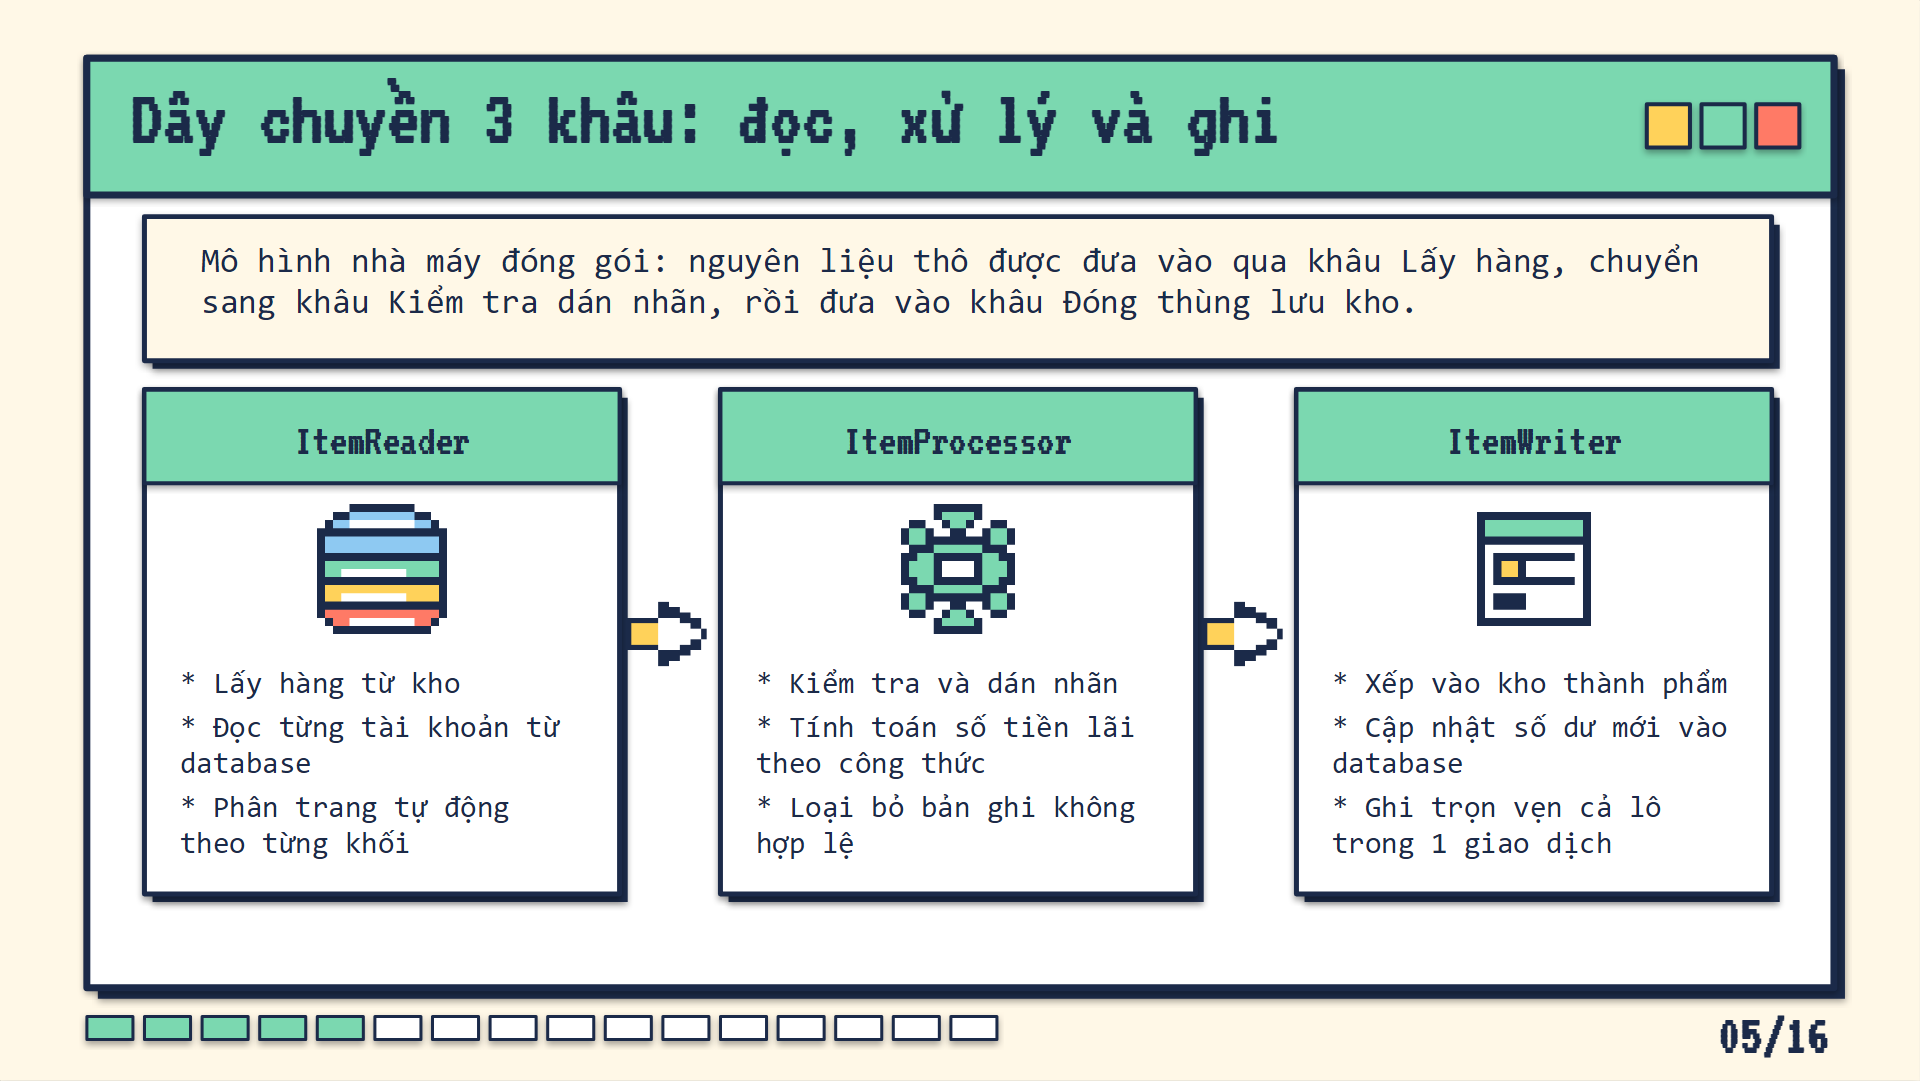 Dây chuyền 3 khâu: đọc, xử lý và ghi
Mô hình nhà máy đóng gói: nguyên liệu thô được đưa vào qua khâu Lấy hàng, chuyển
sang khâu Kiểm tra dán nhãn, rồi đưa vào khâu Đóng thùng lưu kho.
ItemReader
* Lấy hàng từ kho
* Đọc từng tài khoản từ
database
* Phân trang tự động
theo từng khối
ItemProcessor
* Kiểm tra và dán nhãn
* Tính toán số tiền lãi
theo công thức
* Loại bỏ bản ghi không
hợp lệ
ItemWriter
* Xếp vào kho thành phẩm
* Cập nhật số dư mới vào
database
* Ghi trọn vẹn cả lô
trong 1 giao dịch
05/16